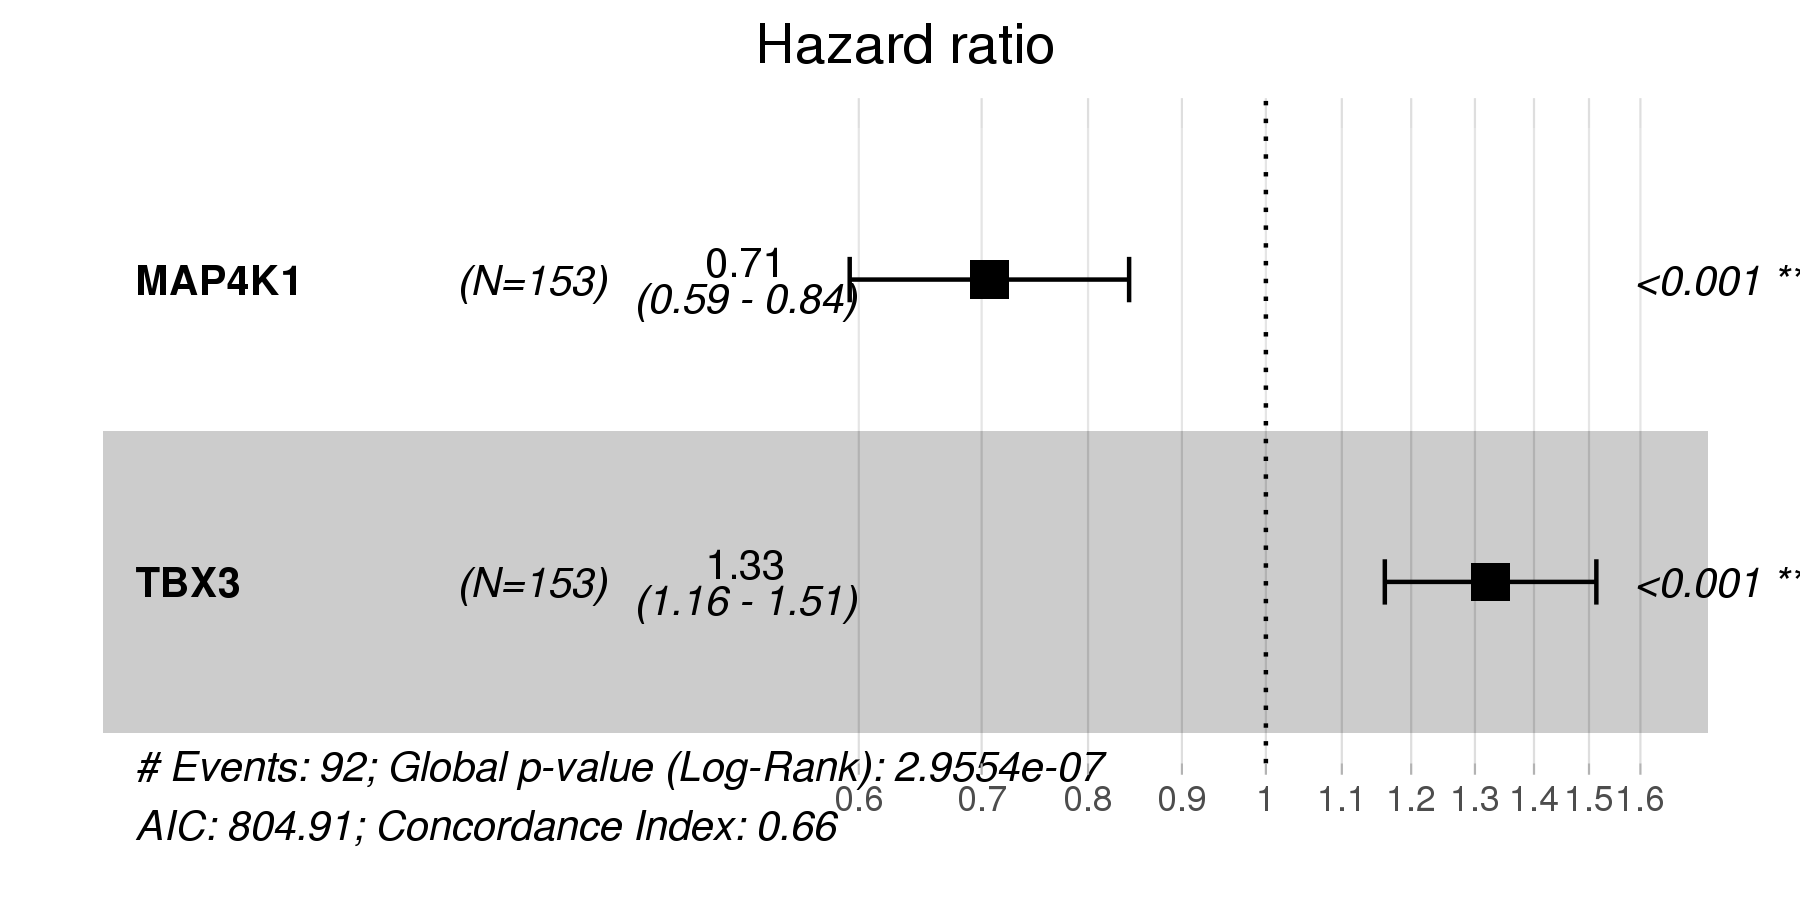 Hazard ratio
MAP4K1 (N=153) 0.71 <0.001 **
(0.59 - 0.84)
TBX3 (N=153) 1.33 <0.001 **
(1.16 - 1.51)
# Events: 92; Global p-value (Log-Rank): 2.9554e-07
0.6 0.7 0.8 0.9 1 1.1 1.2 1.3 1.4 1.5 1.6
AIC: 804.91; Concordance Index: 0.66